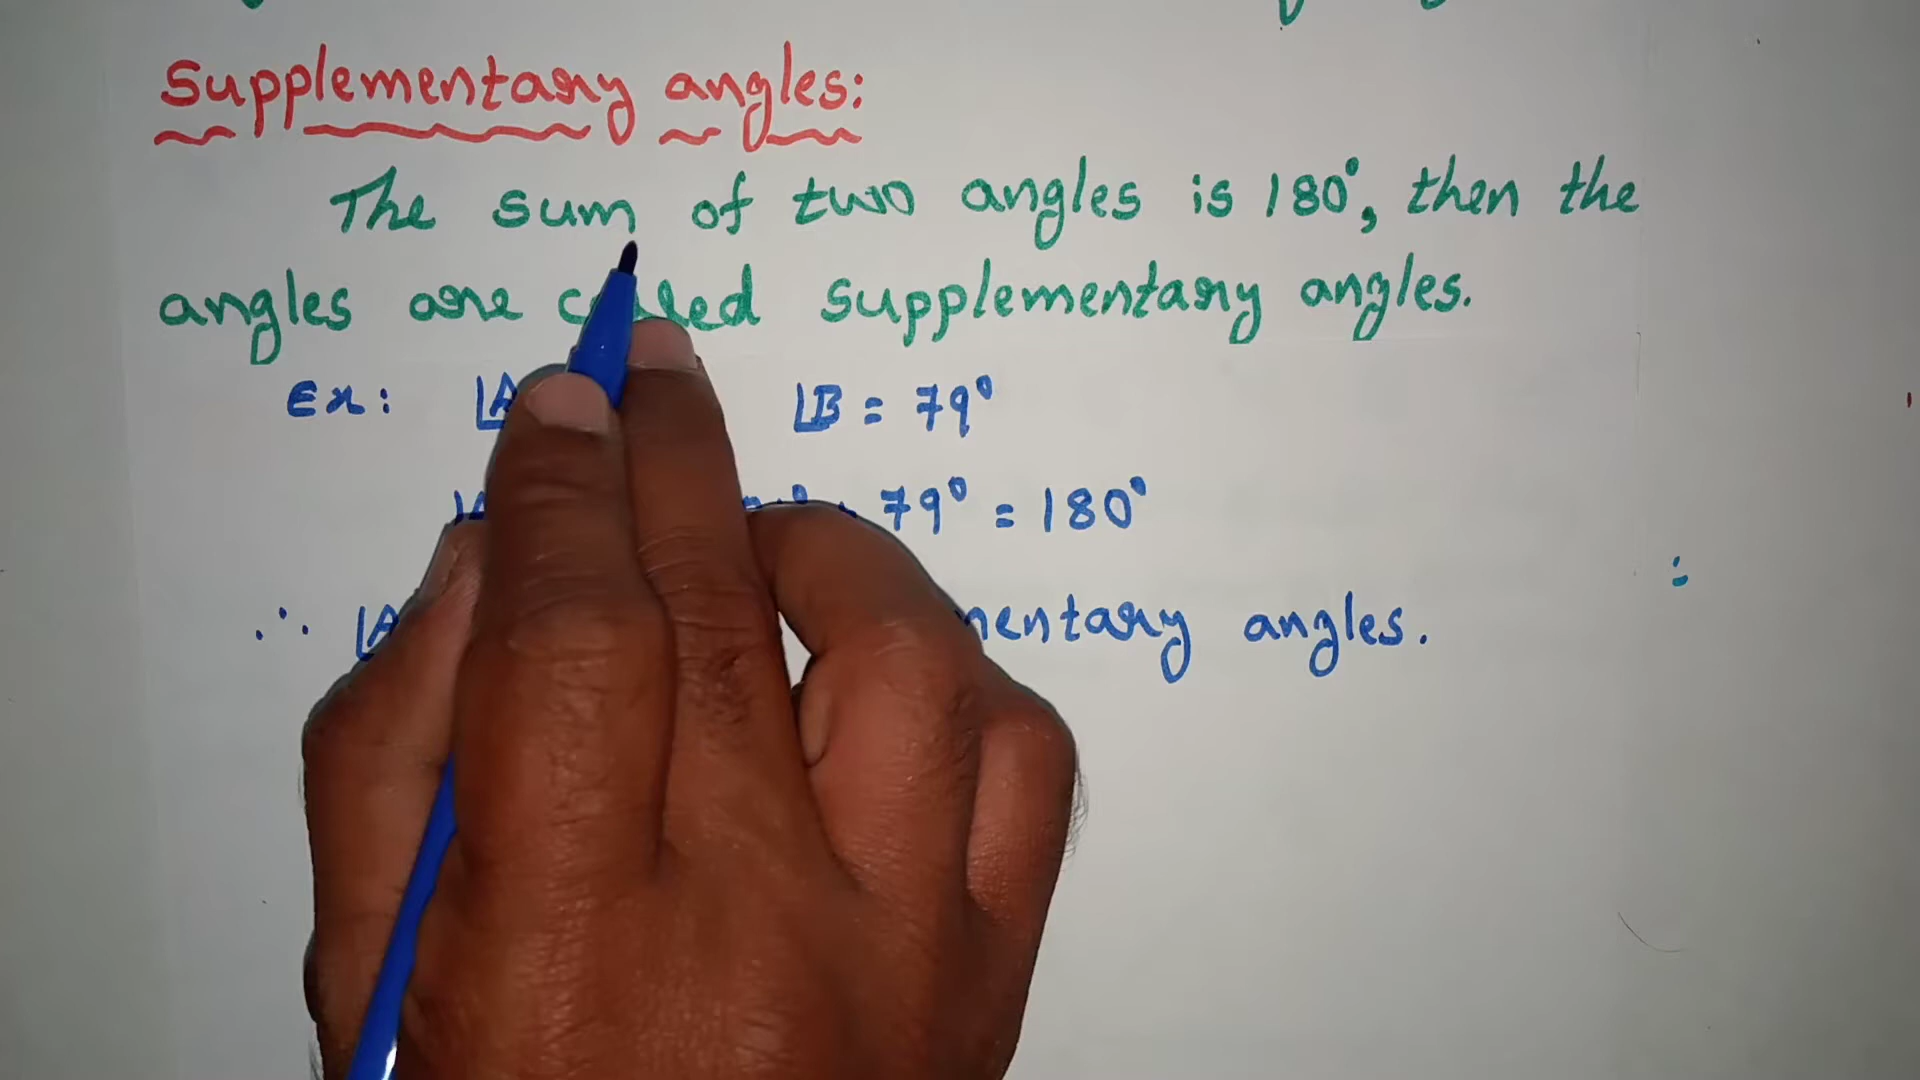 Supplementary angles:
The sum of two angles is 180°, then the
angles are called supplementary angles.
Ex: ∠A ∠B = 79°
79° = 180°
∴ ∠A angles.